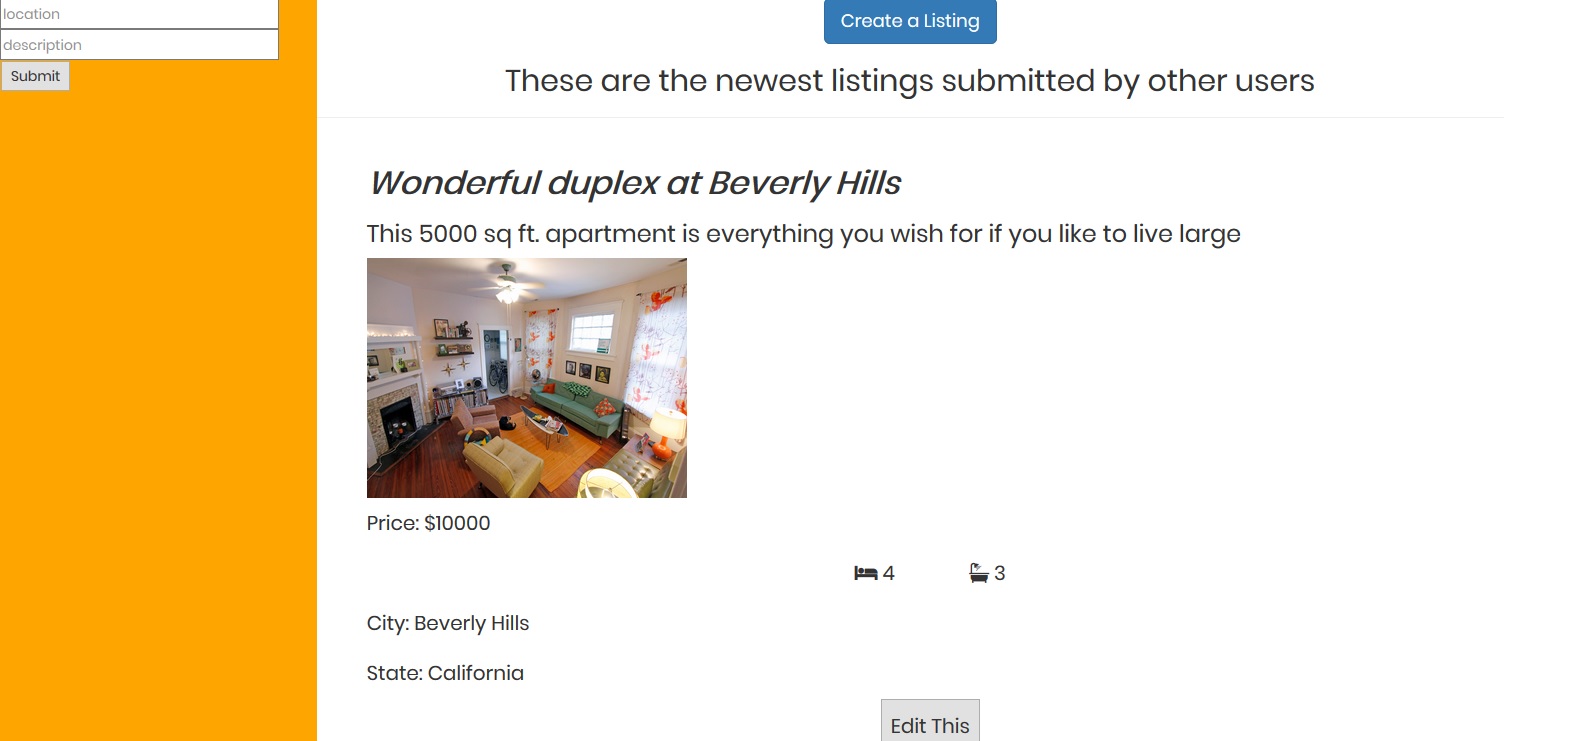 location
description
Submit
Create a Listing
These are the newest listings submitted by other users
Wonderful duplex at Beverly Hills
This 5000 sq ft. apartment is everything you wish for if you like to live large
Price: $10000
4 3
City: Beverly Hills
State: California
Edit This